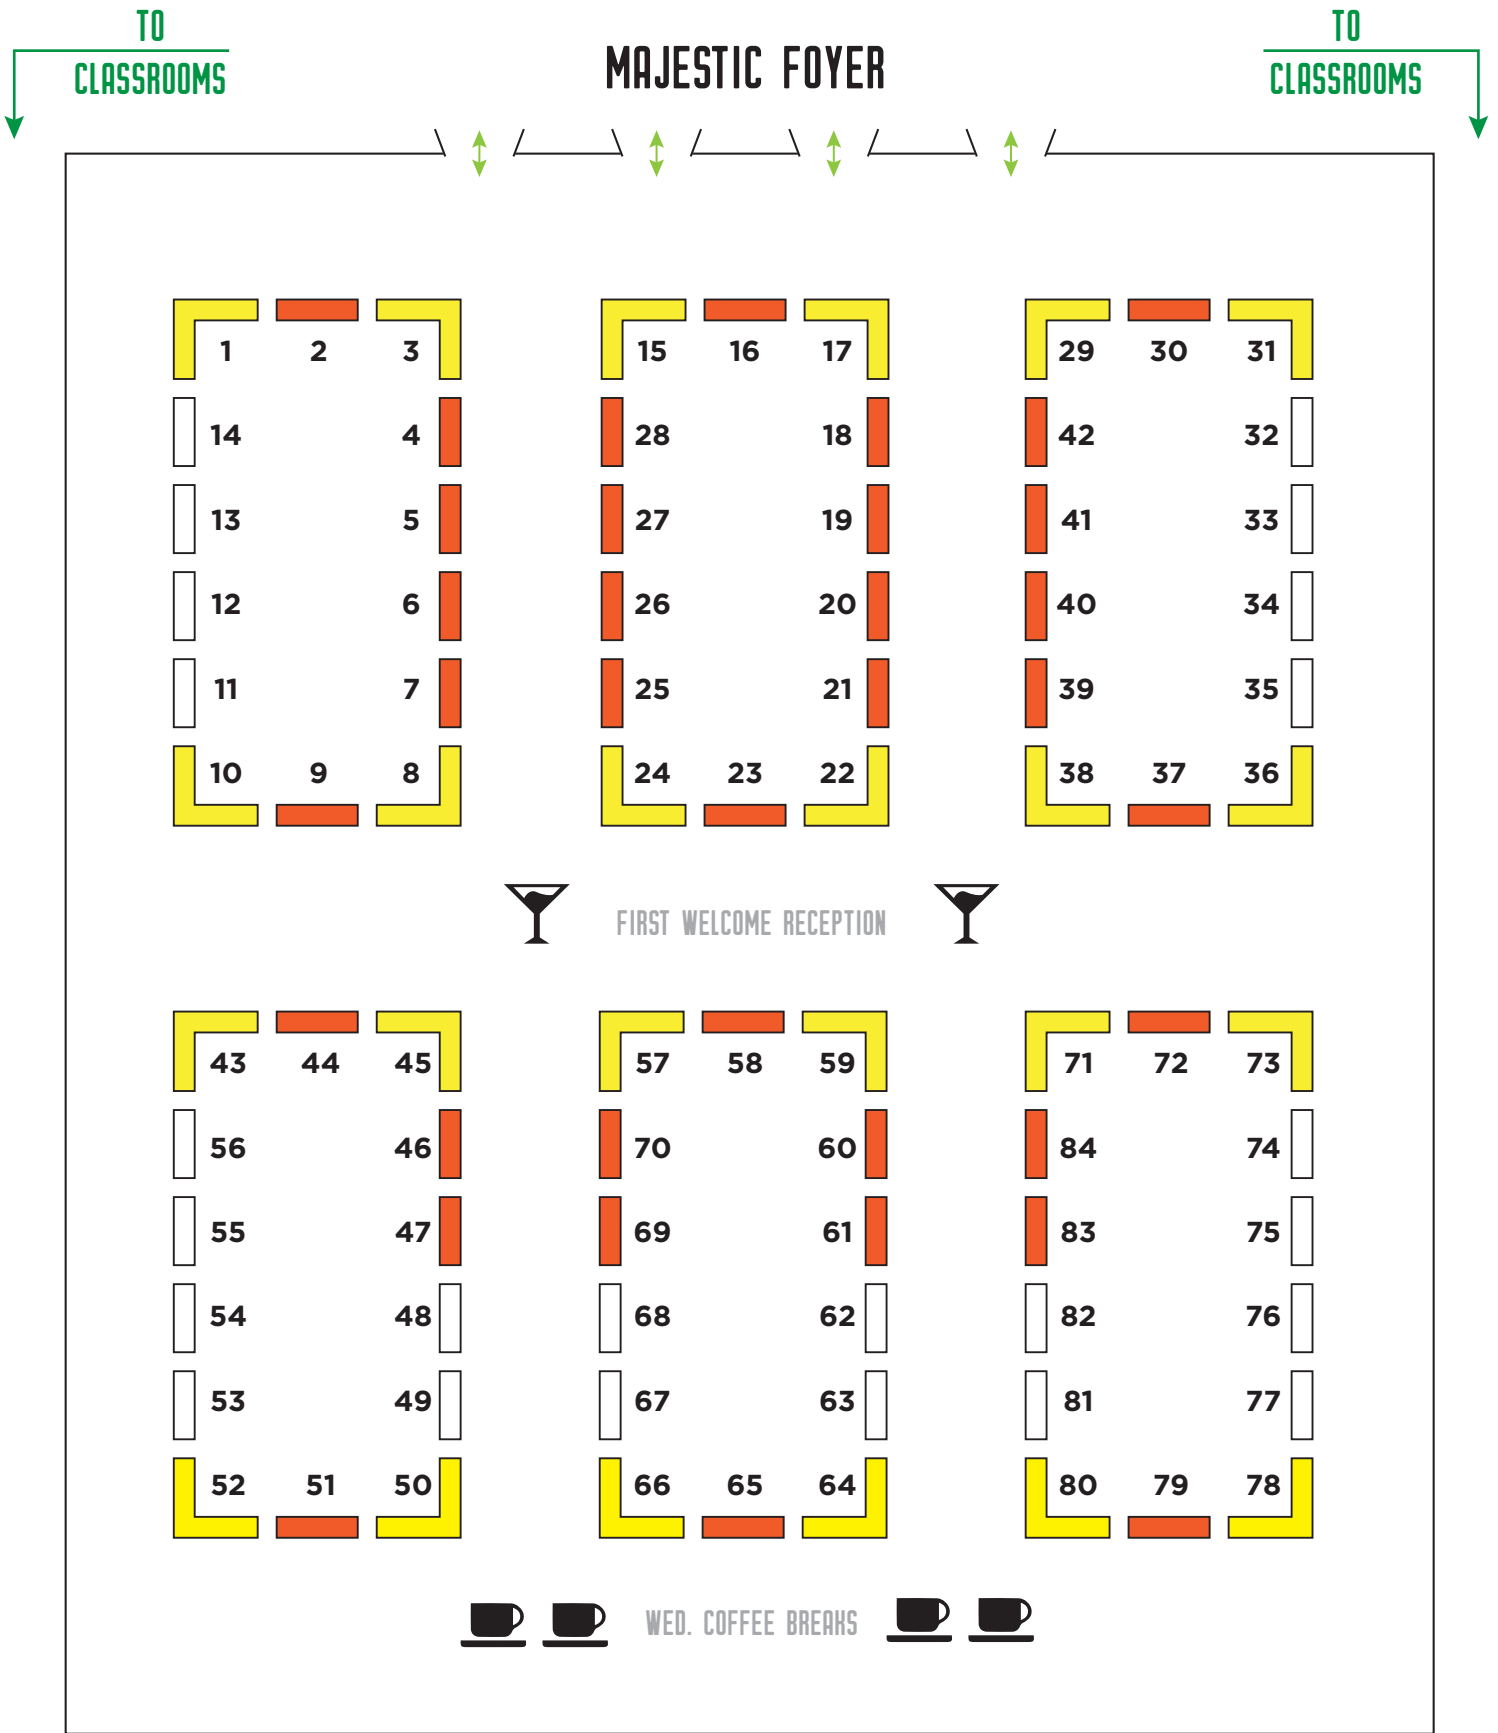 TO
CLASSROOMS
MAJESTIC FOYER
TO
CLASSROOMS
1 2 3 15 16 17 29 30 31
14 4 28 18 42 32
13 5 27 19 41 33
12 6 26 20 40 34
11 7 25 21 39 35
10 9 8 24 23 22 38 37 36
FIRST WELCOME RECEPTION
43 44 45 57 58 59 71 72 73
56 46 70 60 84 74
55 47 69 61 83 75
54 48 68 62 82 76
53 49 67 63 81 77
52 51 50 66 65 64 80 79 78
WED. COFFEE BREAKS